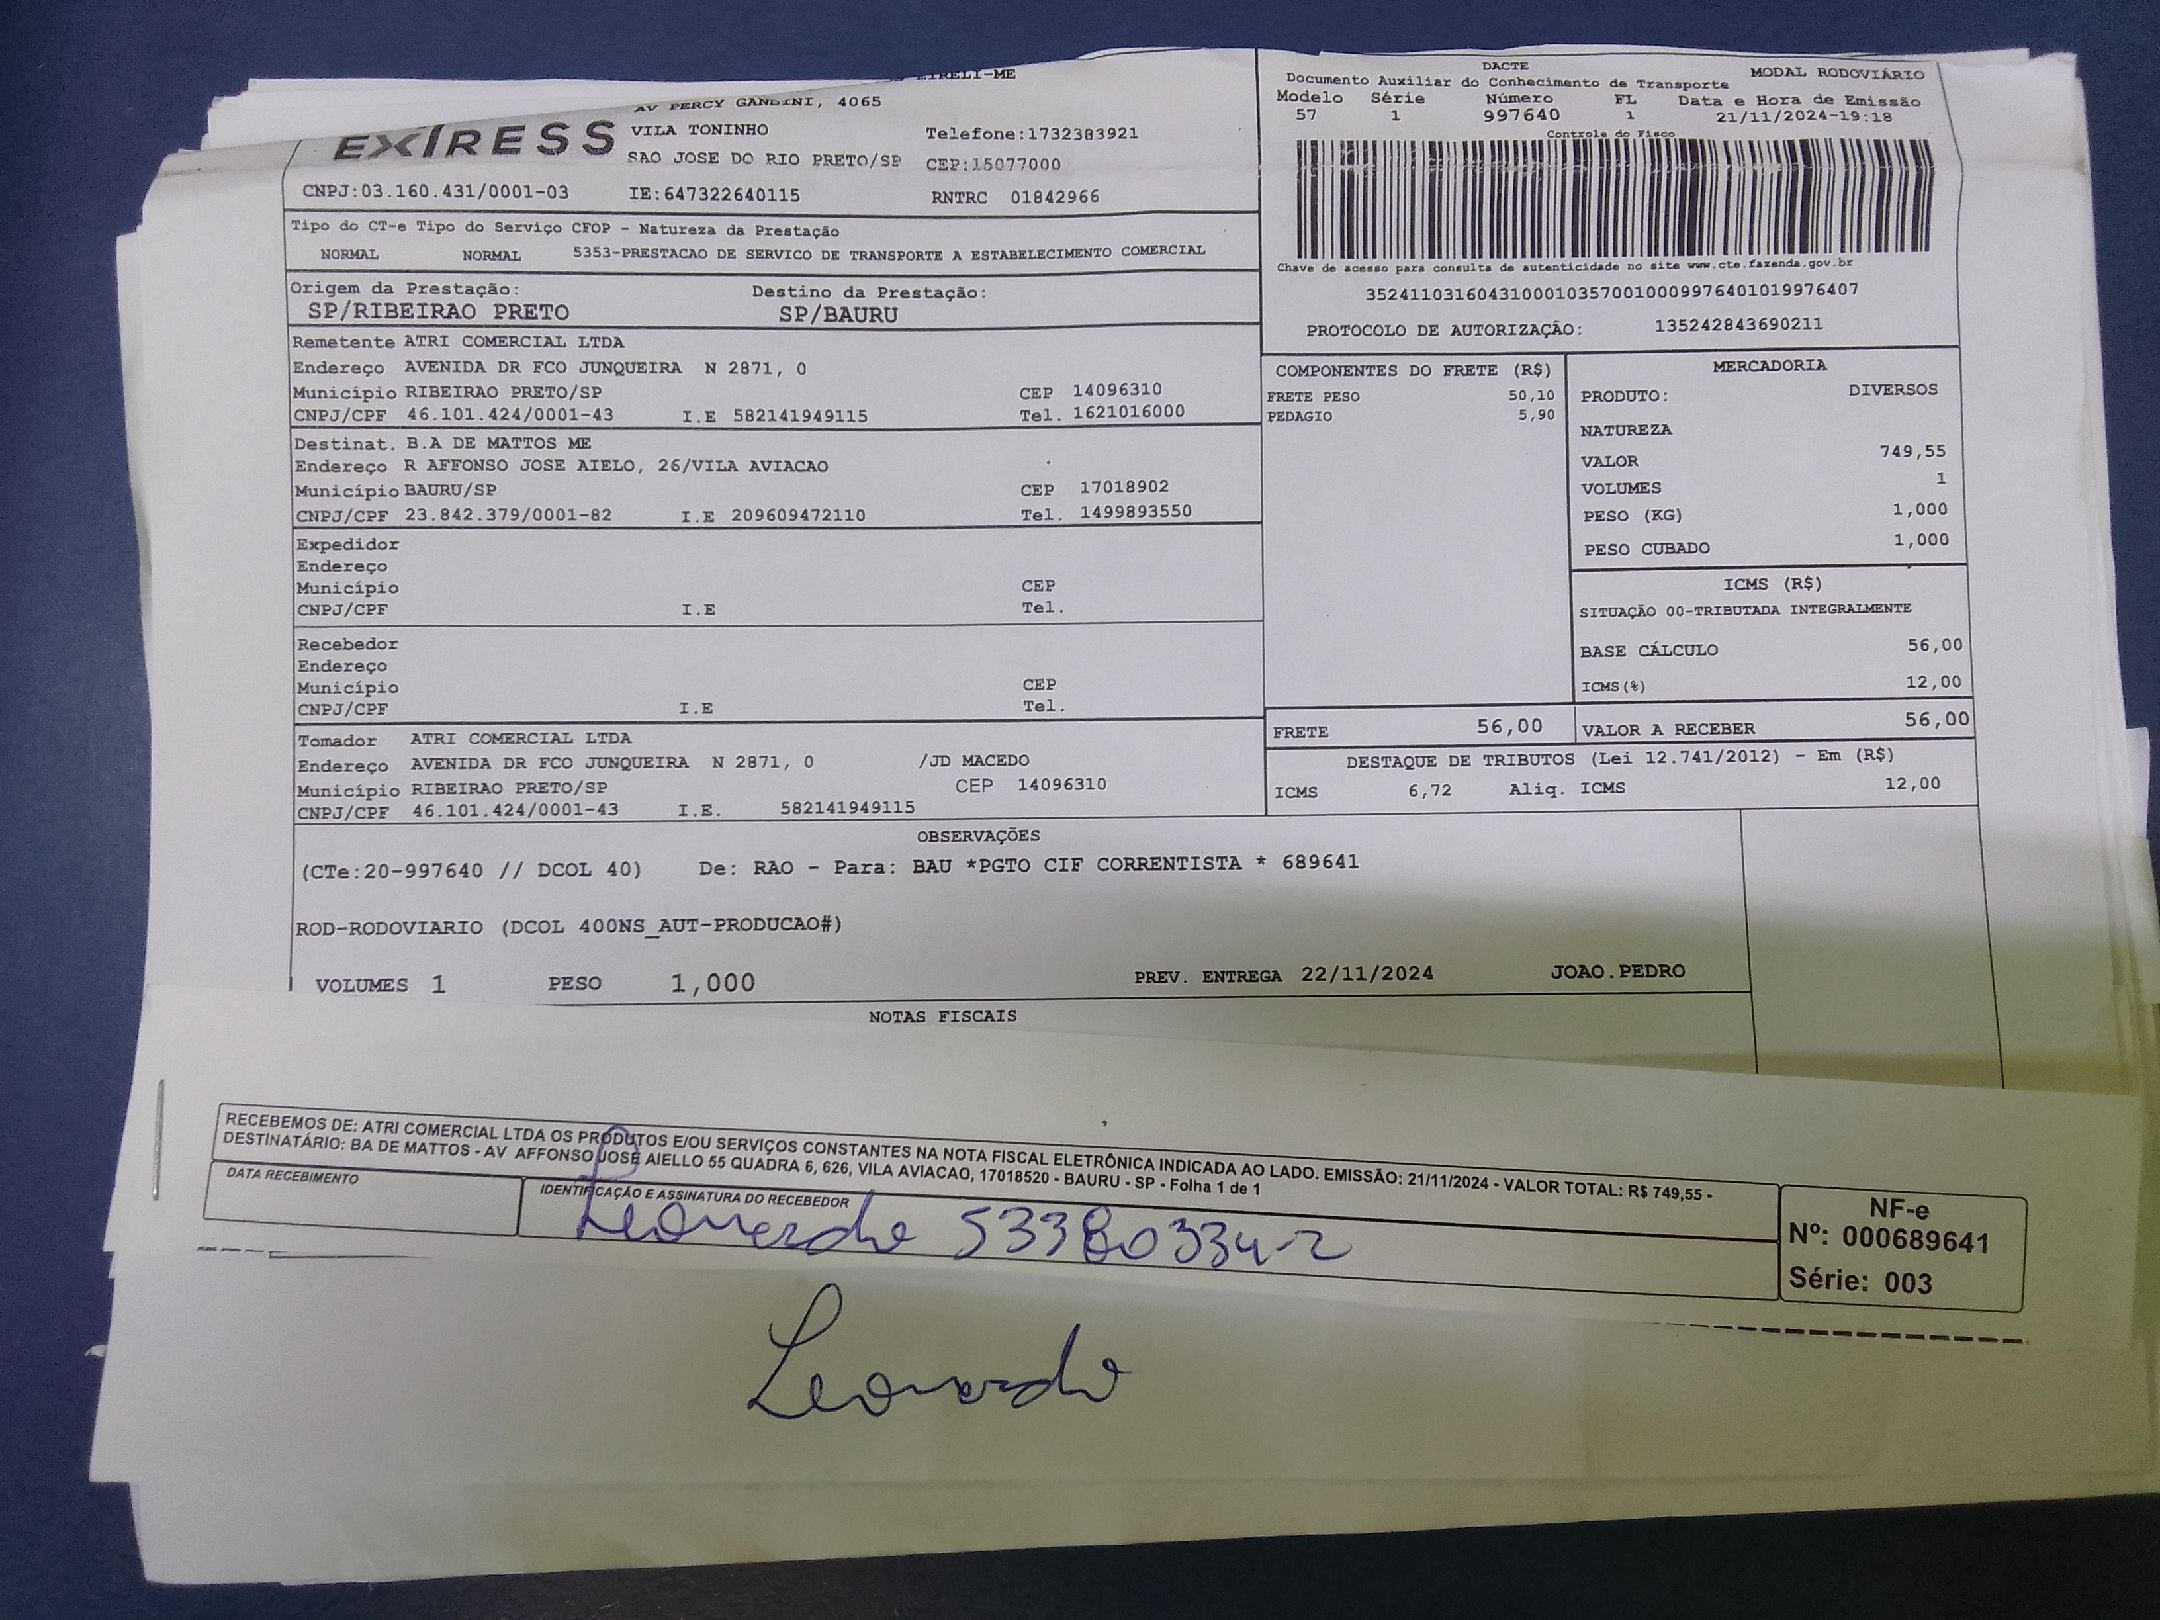 EIRELI-ME
AV PERCY GANDINI, 4065
EXTRESS
VILA TONINHO
Telefone:1732383921
SAO JOSE DO RIO PRETO/SP
CEP:15077000
CNPJ:03.160.431/0001-03 IE:647322640115 RNTRC 01842966
DACTE
Documento Auxiliar do Conhecimento de Transporte MODAL RODOVIÁRIO
Modelo Série Número FL Data e Hora de Emissão
57 1 997640 1 21/11/2024-19:18
Controle do Fisco
Chave de acesso para consulta de autenticidade no site www.cte.fazenda.gov.br
35241103160431000103570010009976401019976407
PROTOCOLO DE AUTORIZAÇÃO: 135242843690211
Tipo do CT-e Tipo do Serviço CFOP - Natureza da Prestação
NORMAL NORMAL 5353-PRESTACAO DE SERVICO DE TRANSPORTE A ESTABELECIMENTO COMERCIAL
Origem da Prestação: Destino da Prestação:
SP/RIBEIRAO PRETO SP/BAURU
Remetente ATRI COMERCIAL LTDA
Endereço AVENIDA DR FCO JUNQUEIRA N 2871, 0
Município RIBEIRAO PRETO/SP CEP 14096310
CNPJ/CPF 46.101.424/0001-43 I.E 582141949115 Tel. 1621016000
Destinat. B.A DE MATTOS ME
Endereço R AFFONSO JOSE AIELO, 26/VILA AVIACAO
Município BAURU/SP CEP 17018902
CNPJ/CPF 23.842.379/0001-82 I.E 209609472110 Tel. 1499893550
Expedidor
Endereço
Município CEP
CNPJ/CPF I.E Tel.
Recebedor
Endereço
Município CEP
CNPJ/CPF I.E Tel.
Tomador ATRI COMERCIAL LTDA
Endereço AVENIDA DR FCO JUNQUEIRA N 2871, 0 /JD MACEDO
Município RIBEIRAO PRETO/SP CEP 14096310
CNPJ/CPF 46.101.424/0001-43 I.E. 582141949115
COMPONENTES DO FRETE (R$)
FRETE PESO 50,10
PEDAGIO 5,90
MERCADORIA
PRODUTO: DIVERSOS
NATUREZA
VALOR 749,55
VOLUMES 1
PESO (KG) 1,000
PESO CUBADO 1,000
ICMS (R$)
SITUAÇÃO 00-TRIBUTADA INTEGRALMENTE
BASE CÁLCULO 56,00
ICMS(%) 12,00
FRETE 56,00 VALOR A RECEBER 56,00
DESTAQUE DE TRIBUTOS (Lei 12.741/2012) - Em (R$)
ICMS 6,72 Aliq. ICMS 12,00
OBSERVAÇÕES
(CTe:20-997640 // DCOL 40) De: RAO - Para: BAU *PGTO CIF CORRENTISTA * 689641
ROD-RODOVIARIO (DCOL 400NS_AUT-PRODUCAO#)
VOLUMES 1 PESO 1,000 PREV. ENTREGA 22/11/2024 JOAO.PEDRO
NOTAS FISCAIS
RECEBEMOS DE: ATRI COMERCIAL LTDA OS PRODUTOS E/OU SERVIÇOS CONSTANTES NA NOTA FISCAL ELETRÔNICA INDICADA AO LADO. EMISSÃO: 21/11/2024 - VALOR TOTAL: R$ 749,55 -
DESTINATÁRIO: BA DE MATTOS - AV AFFONSO JOSE AIELLO 55 QUADRA 6, 626, VILA AVIACAO, 17018520 - BAURU - SP - Folha 1 de 1
DATA RECEBIMENTO IDENTIFICAÇÃO E ASSINATURA DO RECEBEDOR
Leonardo 53380334-2
NF-e
Nº: 000689641
Série: 003
Leonardo